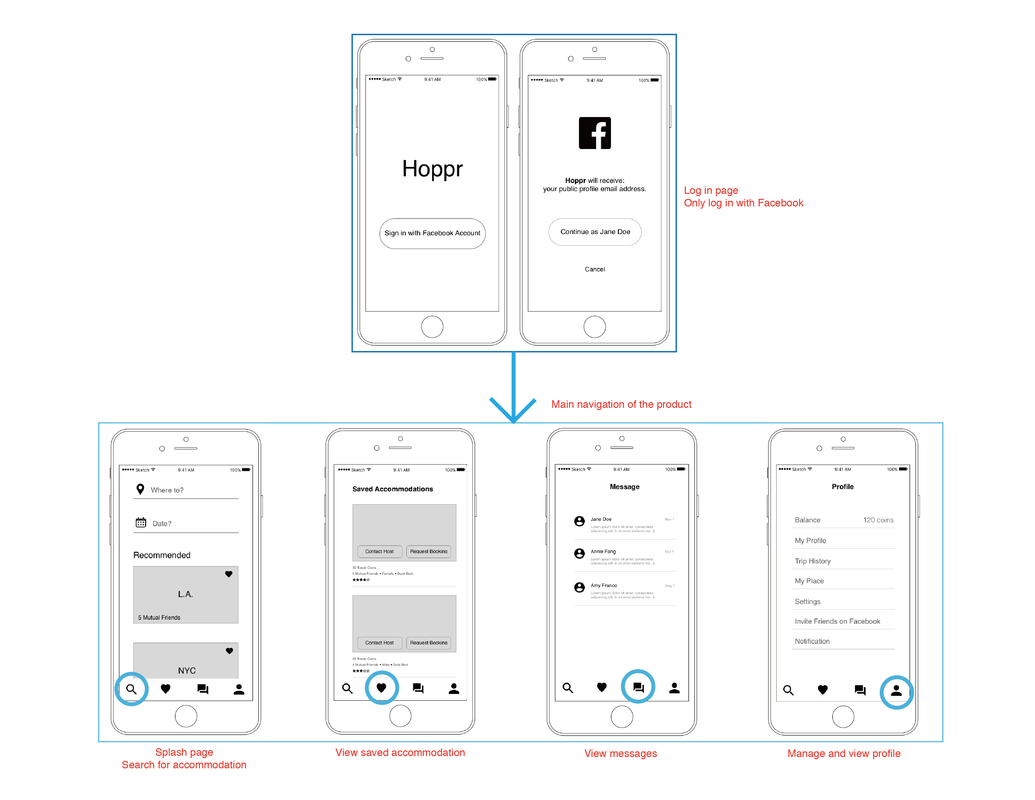 Sketch 9:41 AM 100%
Hoppr
Sign in with Facebook Account
Sketch 9:41 AM 100%
Hoppr will receive:
your public profile email address.
Continue as Jane Doe
Cancel
Log in page
Only log in with Facebook
Main navigation of the product
Sketch 9:41 AM 100%
Where to?
Date?
Recommended
L.A.
5 Mutual Friends
NYC
Splash page
Search for accommodation
Sketch 9:41 AM 100%
Saved Accommodations
Contact Host Request Booking
Contact Host Request Booking
View saved accommodation
Sketch 9:41 AM 100%
Message
Jane Doe
Annie Fang
Amy Franco
View messages
Sketch 9:41 AM 100%
Profile
Balance 120 coins
My Profile
Trip History
My Place
Settings
Invite Friends on Facebook
Notification
Manage and view profile